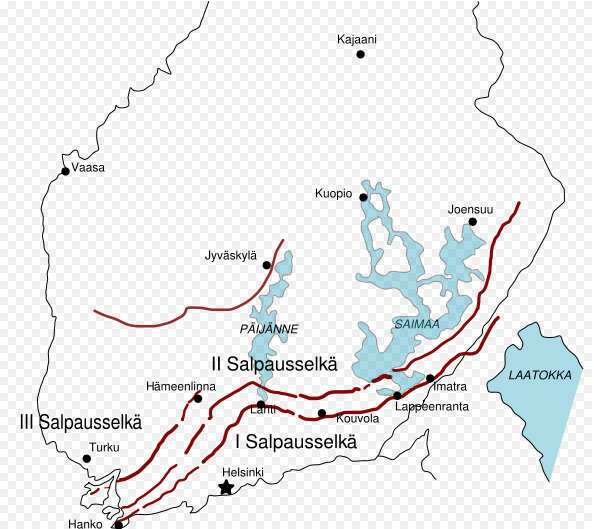 Kajaani
Vaasa
Kuopio
Joensuu
Jyväskylä
PÄIJÄNNE
SAIMAA
II Salpausselkä
LAATOKKA
Hämeenlinna
Imatra
Lahti
Lappeenranta
Kouvola
III Salpausselkä
I Salpausselkä
Turku
Helsinki
Hanko